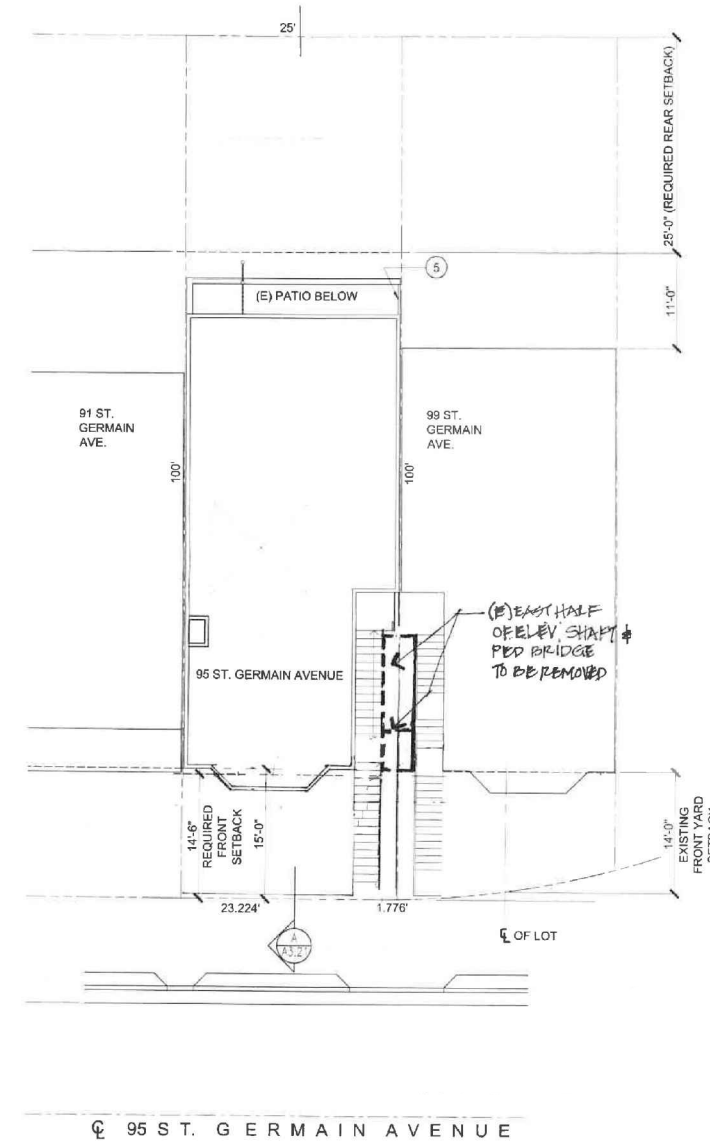 25'
25'-0" (REQUIRED REAR SETBACK)
5
(E) PATIO BELOW
11'-0"
91 ST.
GERMAIN
AVE.
99 ST.
GERMAIN
AVE.
100'
100'
(E) EAST HALF
OF ELEV. SHAFT &
PED BRIDGE
TO BE REMOVED
95 ST. GERMAIN AVENUE
14'-6"
REQUIRED
FRONT
SETBACK
15'-0"
14'-0"
EXISTING
FRONT YARD
SETBACK
23.224'
1.776'
℄ OF LOT
A
A3.21
℄ 95 ST. GERMAIN AVENUE